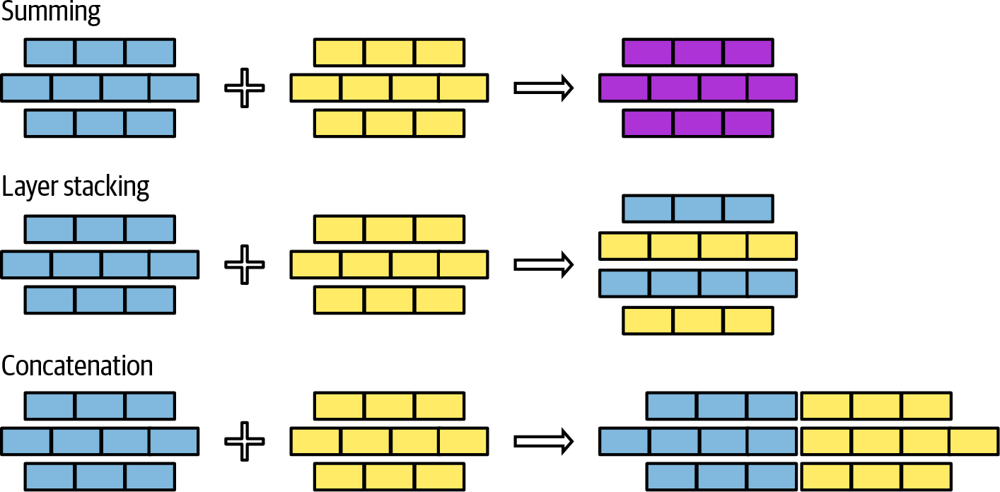 Summing
Layer stacking
Concatenation